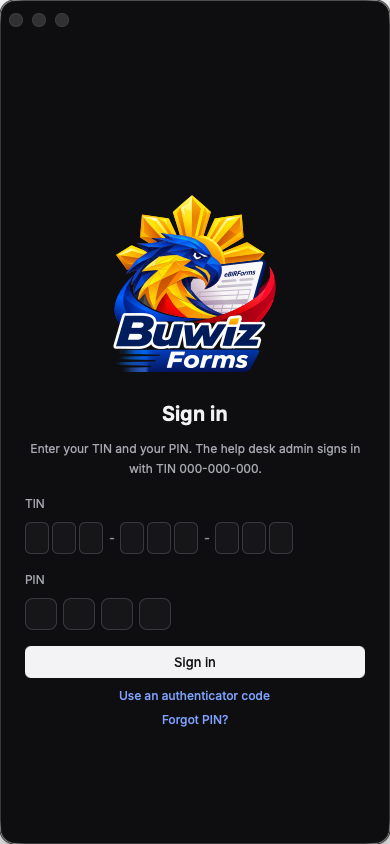 eBIRForms
Buwiz
Forms
Sign in
Enter your TIN and your PIN. The help desk admin signs in
with TIN 000-000-000.
TIN
- -
PIN
Sign in
Use an authenticator code
Forgot PIN?